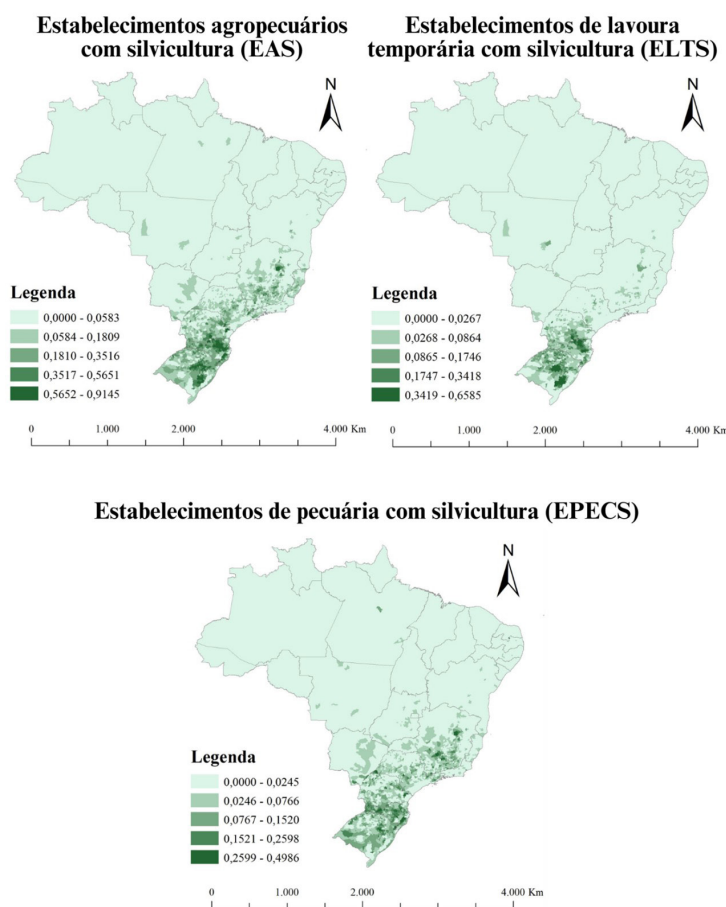 Estabelecimentos agropecuários
com silvicultura (EAS)
N
Legenda
0,0000 - 0,0583
0,0584 - 0,1809
0,1810 - 0,3516
0,3517 - 0,5651
0,5652 - 0,9145
0 1.000 2.000 4.000 Km
Estabelecimentos de lavoura
temporária com silvicultura (ELTS)
N
Legenda
0,0000 - 0,0267
0,0268 - 0,0864
0,0865 - 0,1746
0,1747 - 0,3418
0,3419 - 0,6585
0 1.000 2.000 4.000 Km
Estabelecimentos de pecuária com silvicultura (EPECS)
N
Legenda
0,0000 - 0,0245
0,0246 - 0,0766
0,0767 - 0,1520
0,1521 - 0,2598
0,2599 - 0,4986
0 1.000 2.000 4.000 Km